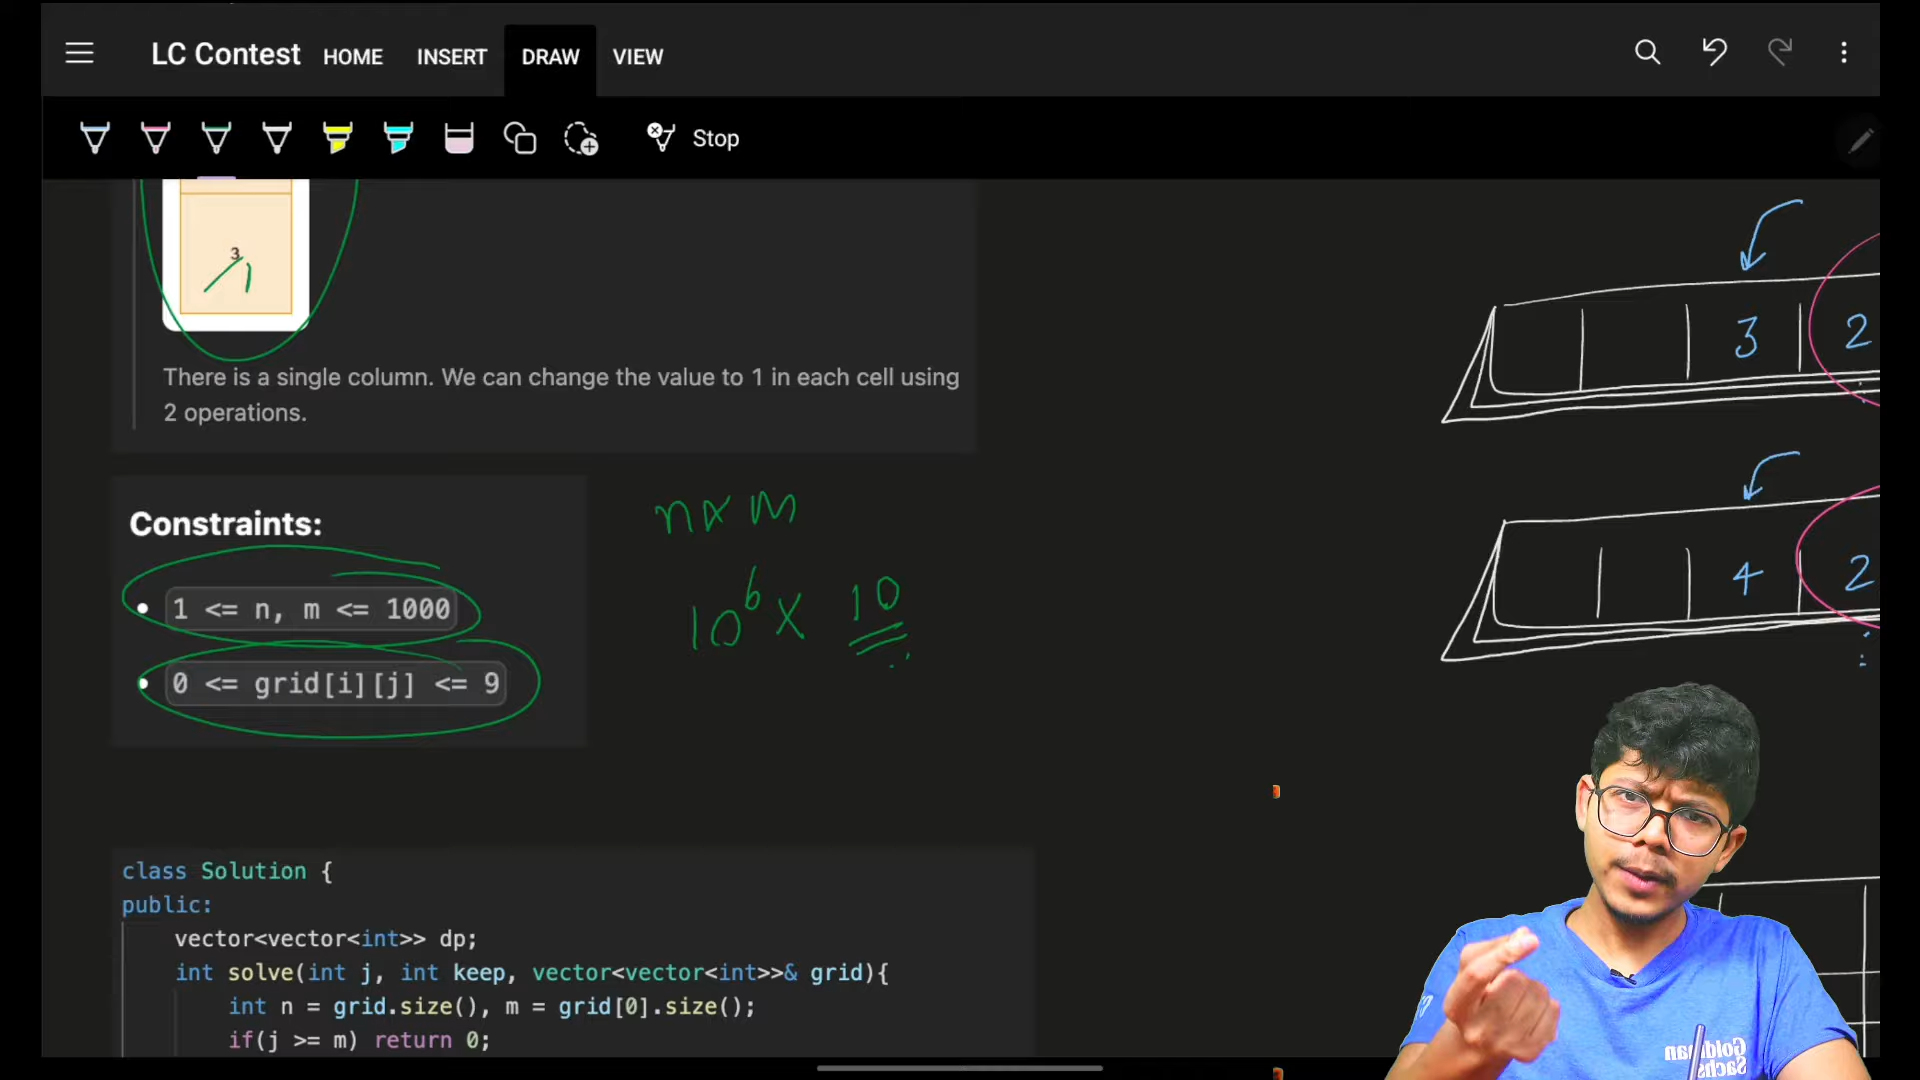 LC Contest HOME INSERT DRAW VIEW
Stop
3
1
There is a single column. We can change the value to 1 in each cell using
2 operations.
3 2
Constraints:
n x m
1 <= n, m <= 1000
10^6 X 10
4 2
0 <= grid[i][j] <= 9
class Solution {
public:
vector<vector<int>> dp;
int solve(int j, int keep, vector<vector<int>>& grid){
int n = grid.size(), m = grid[0].size();
if(j >= m) return 0;
Goldman
Sachs